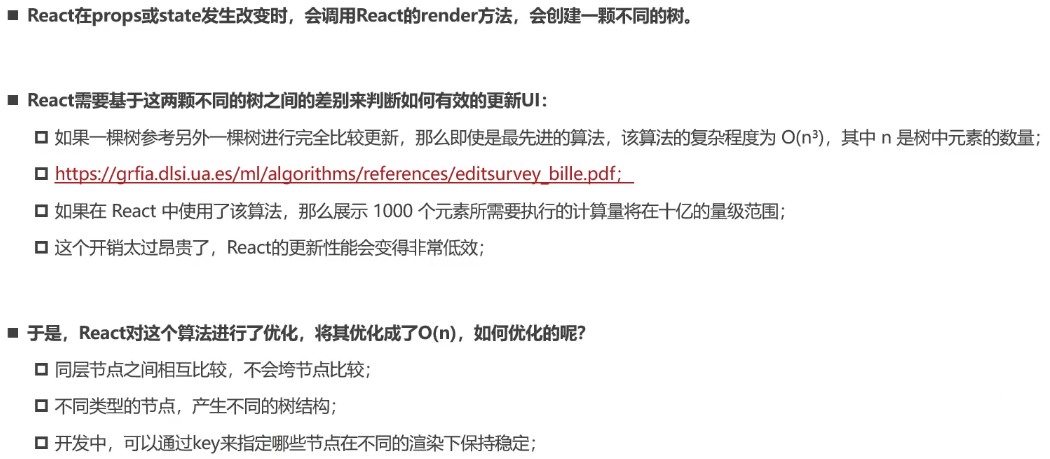 React在props或state发生改变时，会调用React的render方法，会创建一颗不同的树。
React需要基于这两颗不同的树之间的差别来判断如何有效的更新UI：
如果一棵树参考另外一棵树进行完全比较更新，那么即使是最先进的算法，该算法的复杂程度为 O(n³)，其中 n 是树中元素的数量；
https://grfia.dlsi.ua.es/ml/algorithms/references/editsurvey_bille.pdf；
如果在 React 中使用了该算法，那么展示 1000 个元素所需要执行的计算量将在十亿的量级范围；
这个开销太过昂贵了，React的更新性能会变得非常低效；
于是，React对这个算法进行了优化，将其优化成了O(n)，如何优化的呢？
同层节点之间相互比较，不会垮节点比较；
不同类型的节点，产生不同的树结构；
开发中，可以通过key来指定哪些节点在不同的渲染下保持稳定；